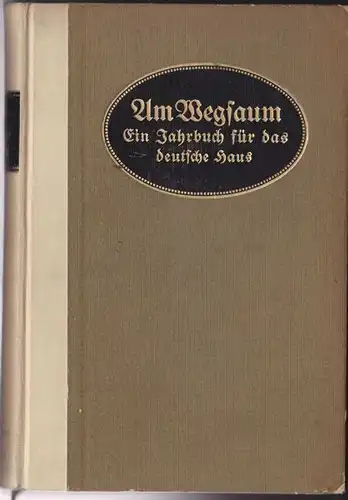 Am Wegsaum
Ein Jahrbuch für das
deutsche Haus